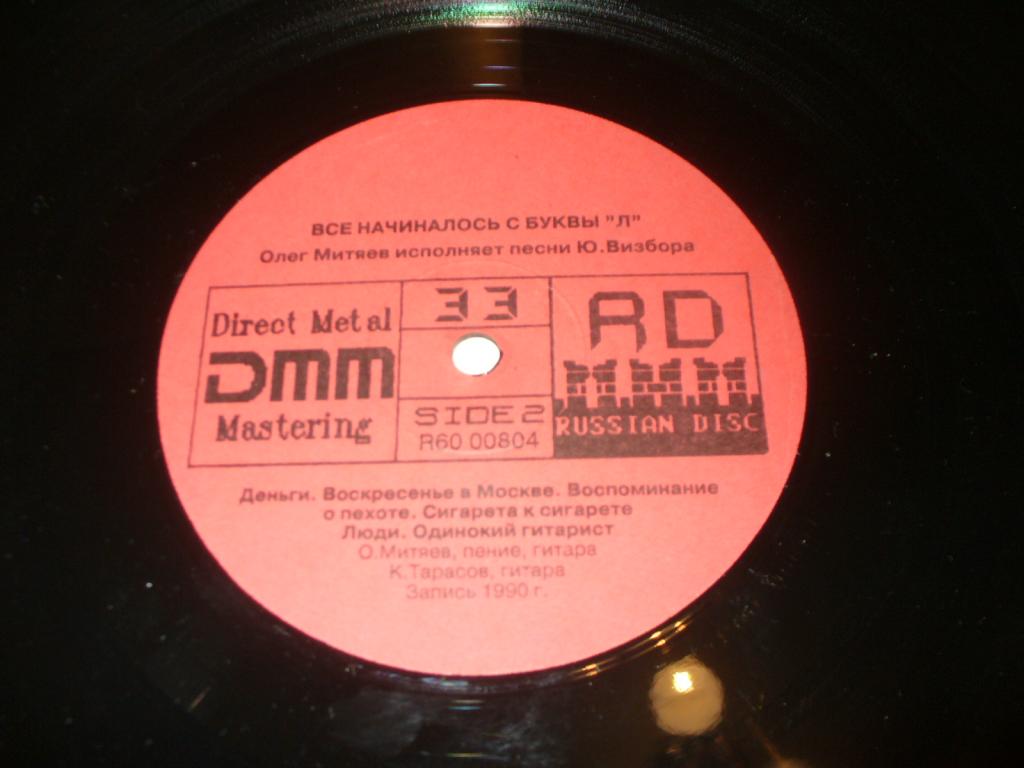 ВСЕ НАЧИНАЛОСЬ С БУКВЫ "Л"
Олег Митяев исполняет песни Ю.Визбора
Direct Metal
DMM
Mastering
33
SIDE 2
R60 00804
RD
RUSSIAN DISC
Деньги. Воскресенье в Москве. Воспоминание
о пехоте. Сигарета к сигарете
Люди. Одинокий гитарист
О.Митяев, пение, гитара
К.Тарасов, гитара
Запись 1990 г.